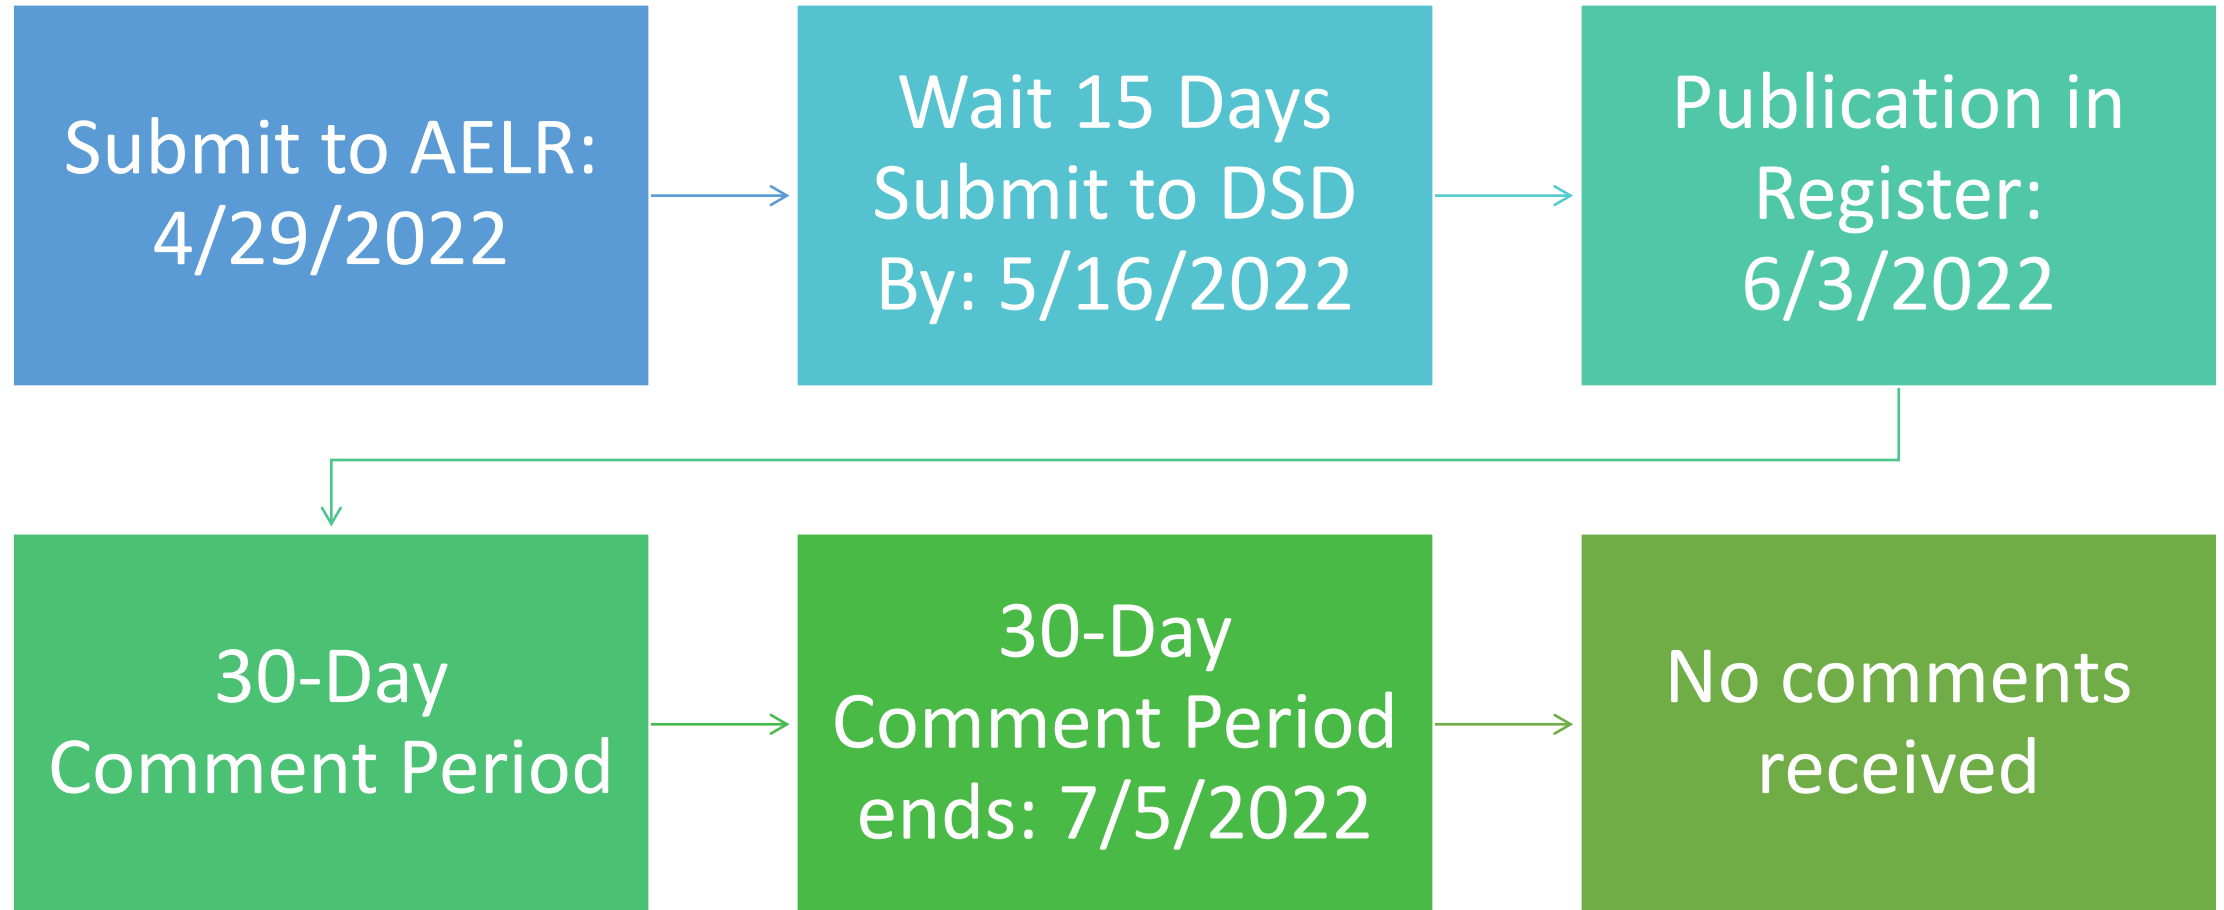 Submit to AELR:
4/29/2022
Wait 15 Days
Submit to DSD
By: 5/16/2022
Publication in
Register:
6/3/2022
30-Day
Comment Period
30-Day
Comment Period
ends: 7/5/2022
No comments
received